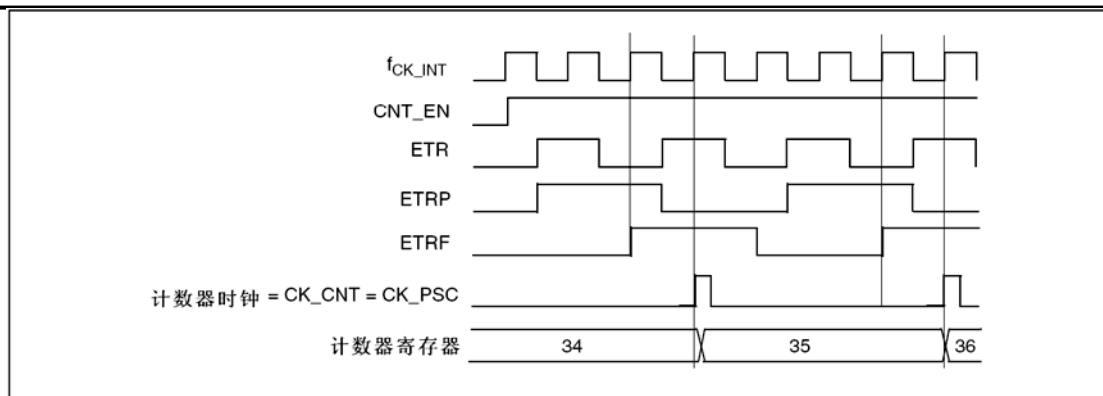 fCK_INT
CNT_EN
ETR
ETRP
ETRF
计数器时钟 = CK_CNT = CK_PSC
计数器寄存器 34 35 36